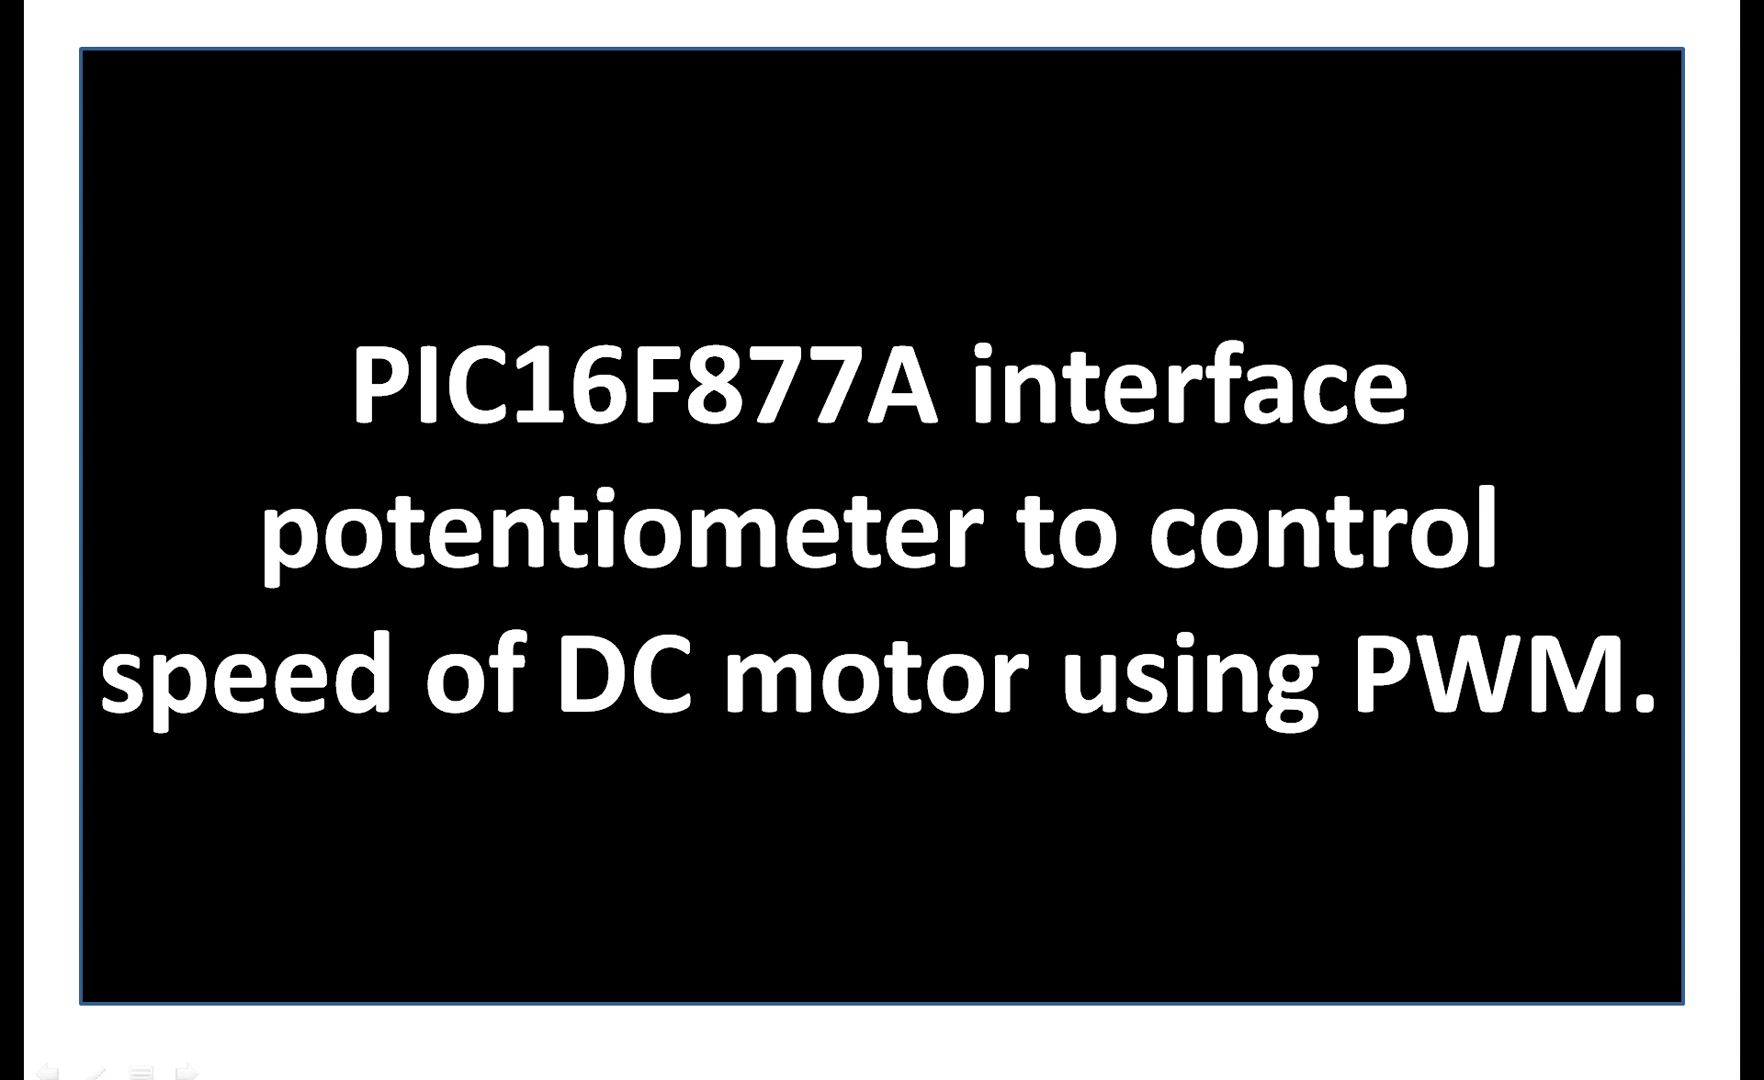 PIC16F877A interface
potentiometer to control
speed of DC motor using PWM.